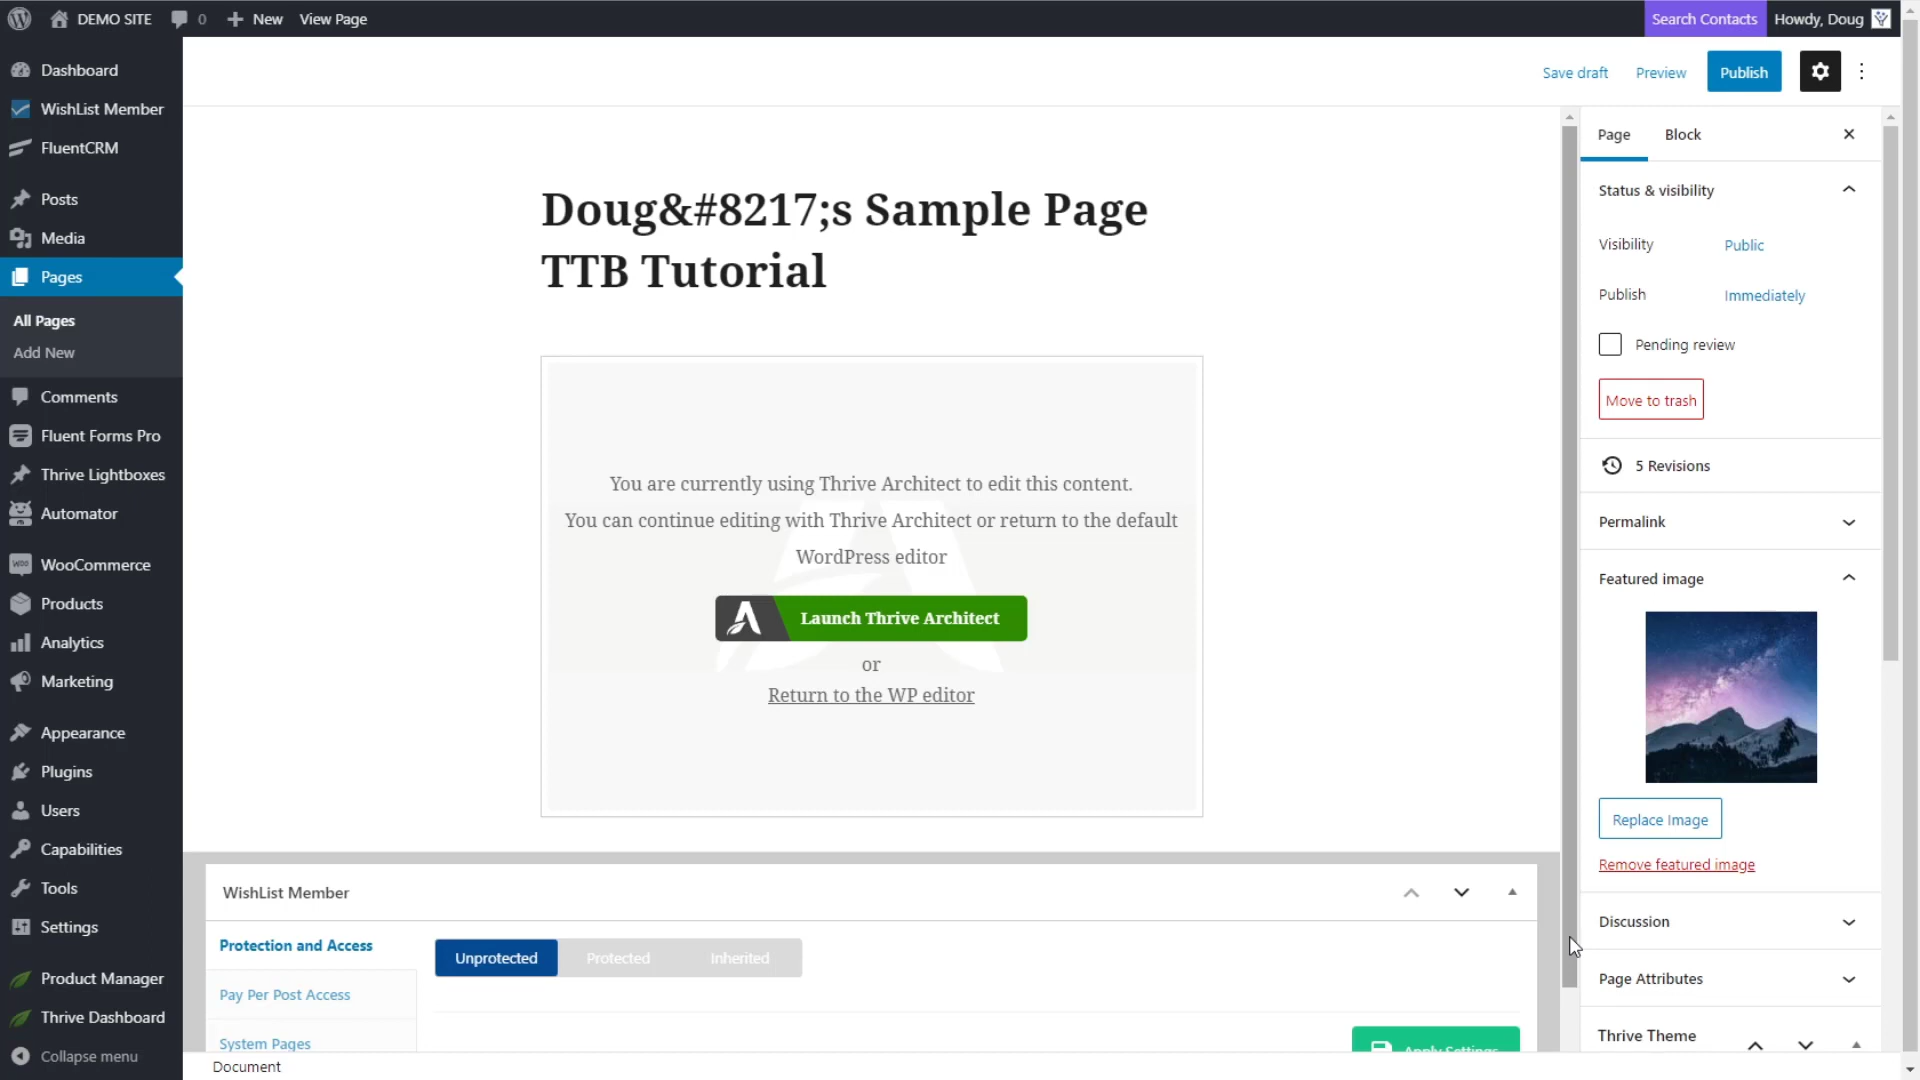 DEMO SITE
0
New
View Page
Search Contacts
Howdy, Doug
Dashboard
WishList Member
FluentCRM
Posts
Media
Pages
All Pages
Add New
Comments
Fluent Forms Pro
Thrive Lightboxes
Automator
WooCommerce
Products
Analytics
Marketing
Appearance
Plugins
Users
Capabilities
Tools
Settings
Product Manager
Thrive Dashboard
Collapse menu
Save draft
Preview
Publish
Doug&#8217;s Sample Page
TTB Tutorial
You are currently using Thrive Architect to edit this content.
You can continue editing with Thrive Architect or return to the default
WordPress editor
Launch Thrive Architect
or
Return to the WP editor
WishList Member
Protection and Access
Pay Per Post Access
System Pages
Unprotected
Protected
Inherited
Apply Settings
Document
Page
Block
Status & visibility
Visibility
Public
Publish
Immediately
Pending review
Move to trash
5 Revisions
Permalink
Featured image
Replace Image
Remove featured image
Discussion
Page Attributes
Thrive Theme